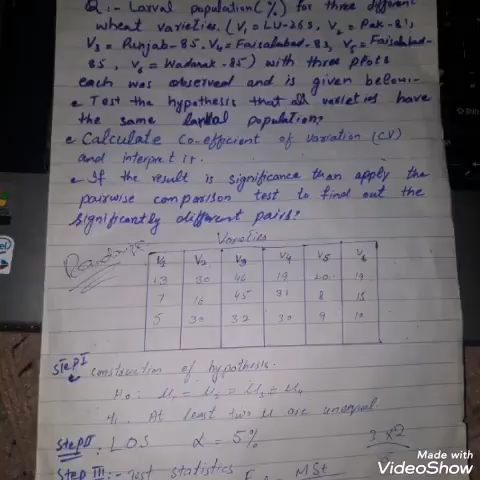 Q:- Larval population(%) for three different
wheat varieties. (V1 = LU-26S, V2 = Pak-81,
V3 = Punjab-85, V4 = Faisalabad-83, V5 = Faisalabad-
85, V6 = Wadanak-85) with three plots
each was observed and is given below:-
Test the hypothesis that all varieties have
the same larval population?
Calculate Co-efficient of variation (CV)
and interpret it.
If the result is significance than apply the
pairwise comparison test to find out the
significantly different pairs?
Varieties
V2 V3 V4 V5 V6
30 46 19 20 19
7 16 45 31 8 15
5 30 32 30 9 10
Step I Construction of hypothesis.
H0: μ1 = μ2 = μ3 = μ4
H1: At least two μ are unequal
Step II: LOS α = 5%
3x2
Step III:- Test statistics F = MSt
Made with
VideoShow